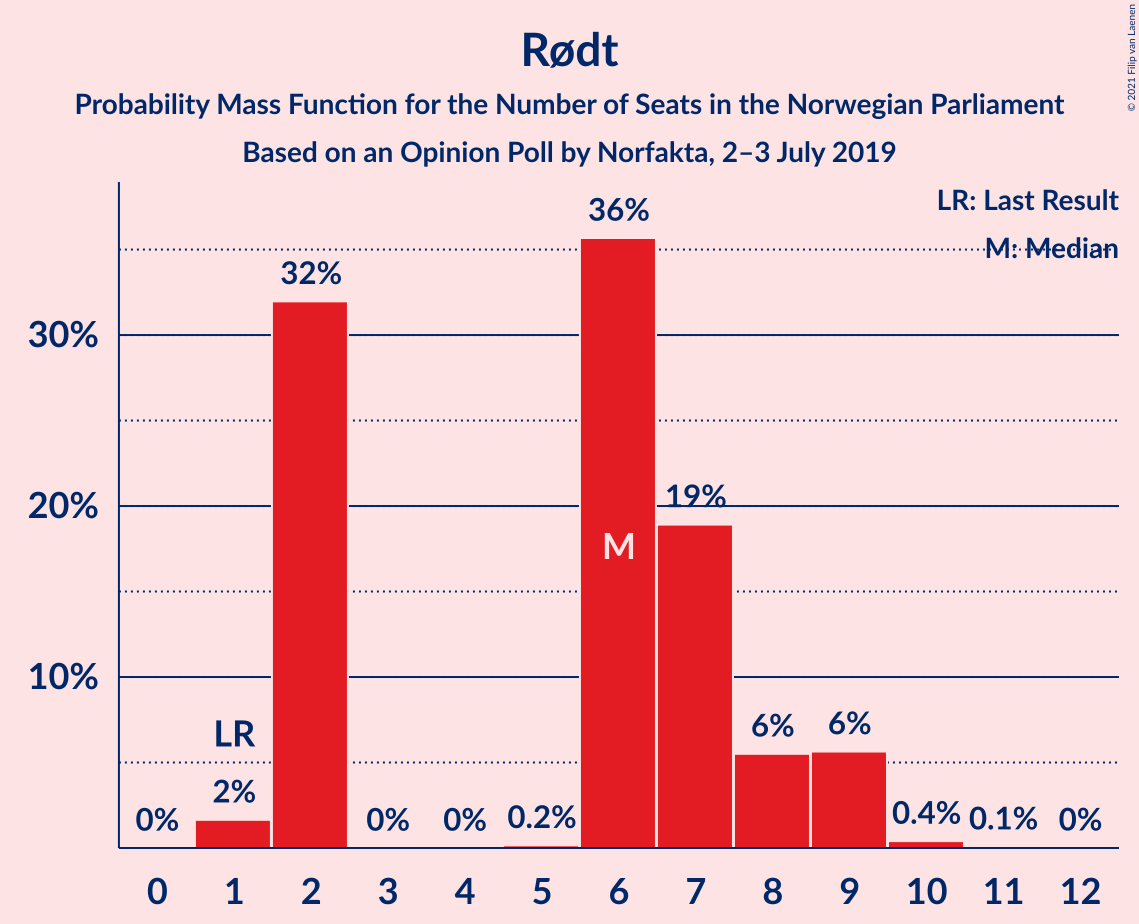 © 2021 Filip van Laenen
Rødt
Probability Mass Function for the Number of Seats in the Norwegian Parliament
Based on an Opinion Poll by Norfakta, 2–3 July 2019
LR: Last Result
M: Median
36%
32%
30%
20%
19%
M
10%
LR
6%
6%
2%
0%
0%
0%
0.2%
0.4%
0.1%
0%
0 1 2 3 4 5 6 7 8 9 10 11 12